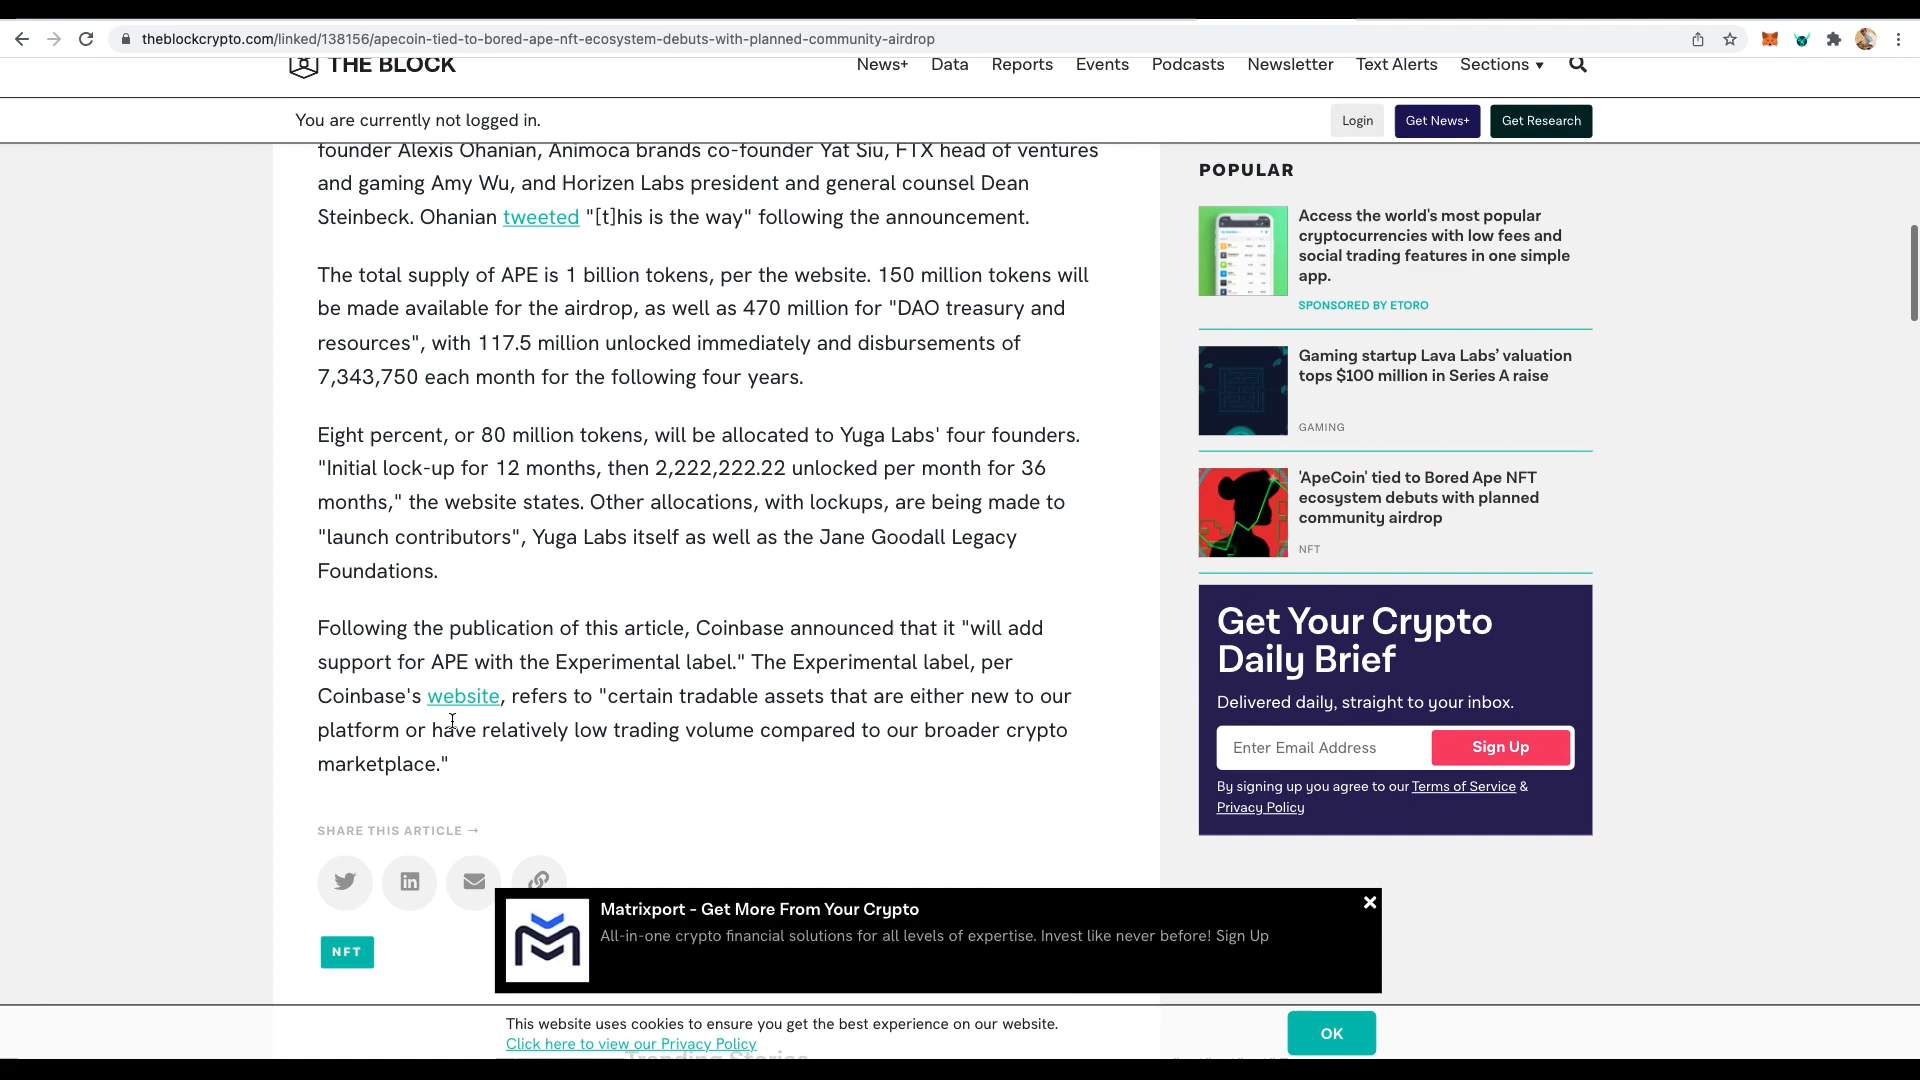 theblockcrypto.com/linked/138156/apecoin-tied-to-bored-ape-nft-ecosystem-debuts-with-planned-community-airdrop
THE BLOCK
News+ Data Reports Events Podcasts Newsletter Text Alerts Sections ▼
You are currently not logged in.
Login Get News+ Get Research
founder Alexis Ohanian, Animoca brands co-founder Yat Siu, FTX head of ventures
and gaming Amy Wu, and Horizen Labs president and general counsel Dean
Steinbeck. Ohanian tweeted "[t]his is the way" following the announcement.
The total supply of APE is 1 billion tokens, per the website. 150 million tokens will
be made available for the airdrop, as well as 470 million for "DAO treasury and
resources", with 117.5 million unlocked immediately and disbursements of
7,343,750 each month for the following four years.
Eight percent, or 80 million tokens, will be allocated to Yuga Labs' four founders.
"Initial lock-up for 12 months, then 2,222,222.22 unlocked per month for 36
months," the website states. Other allocations, with lockups, are being made to
"launch contributors", Yuga Labs itself as well as the Jane Goodall Legacy
Foundations.
Following the publication of this article, Coinbase announced that it "will add
support for APE with the Experimental label." The Experimental label, per
Coinbase's website, refers to "certain tradable assets that are either new to our
platform or have relatively low trading volume compared to our broader crypto
marketplace."
SHARE THIS ARTICLE →
NFT
POPULAR
Access the world's most popular
cryptocurrencies with low fees and
social trading features in one simple
app.
SPONSORED BY ETORO
Gaming startup Lava Labs’ valuation
tops $100 million in Series A raise
GAMING
'ApeCoin' tied to Bored Ape NFT
ecosystem debuts with planned
community airdrop
NFT
Get Your Crypto
Daily Brief
Delivered daily, straight to your inbox.
Enter Email Address Sign Up
By signing up you agree to our Terms of Service &
Privacy Policy
Matrixport - Get More From Your Crypto
All-in-one crypto financial solutions for all levels of expertise. Invest like never before! Sign Up
This website uses cookies to ensure you get the best experience on our website.
Click here to view our Privacy Policy
OK
Trending Stories